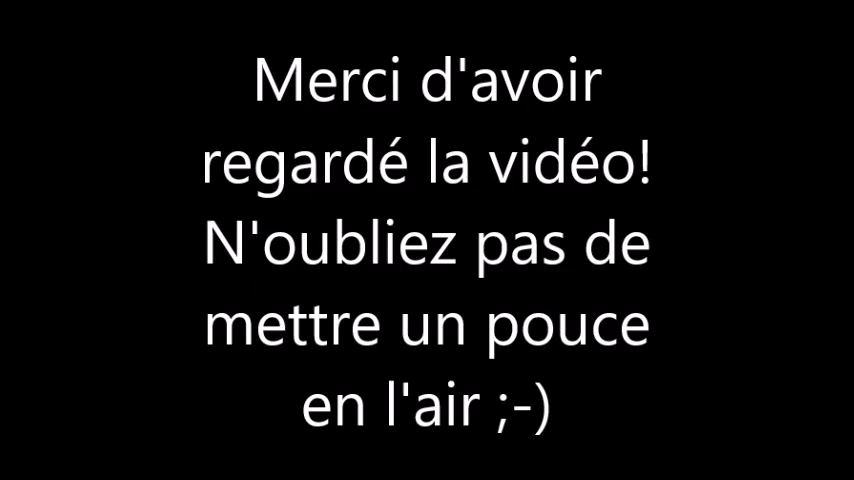 Merci d'avoir
regardé la vidéo!
N'oubliez pas de
mettre un pouce
en l'air ;-)